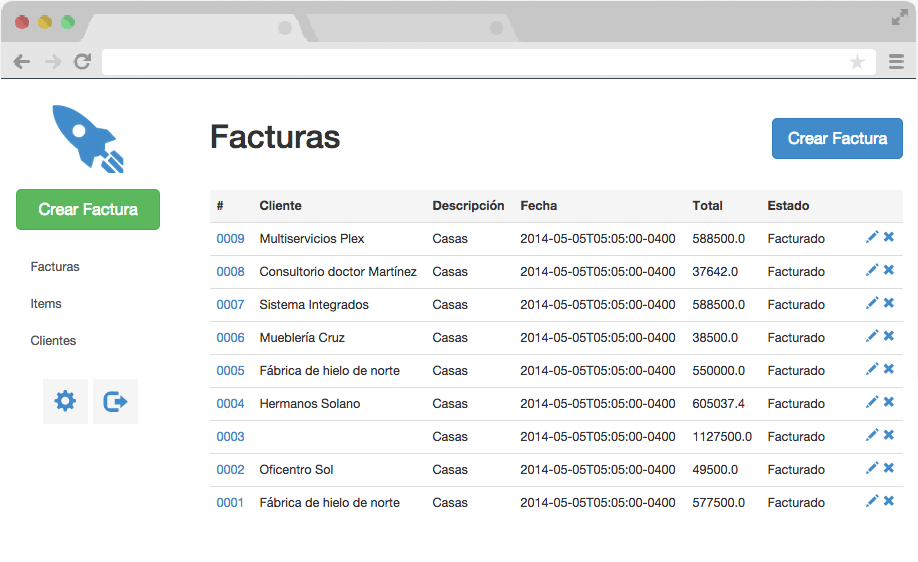 Facturas
Crear Factura
Crear Factura
Facturas
Items
Clientes
# Cliente Descripción Fecha Total Estado
0009 Multiservicios Plex Casas 2014-05-05T05:05:00-0400 588500.0 Facturado
0008 Consultorio doctor Martínez Casas 2014-05-05T05:05:00-0400 37642.0 Facturado
0007 Sistema Integrados Casas 2014-05-05T05:05:00-0400 588500.0 Facturado
0006 Mueblería Cruz Casas 2014-05-05T05:05:00-0400 38500.0 Facturado
0005 Fábrica de hielo de norte Casas 2014-05-05T05:05:00-0400 550000.0 Facturado
0004 Hermanos Solano Casas 2014-05-05T05:05:00-0400 605037.4 Facturado
0003 Casas 2014-05-05T05:05:00-0400 1127500.0 Facturado
0002 Oficentro Sol Casas 2014-05-05T05:05:00-0400 49500.0 Facturado
0001 Fábrica de hielo de norte Casas 2014-05-05T05:05:00-0400 577500.0 Facturado